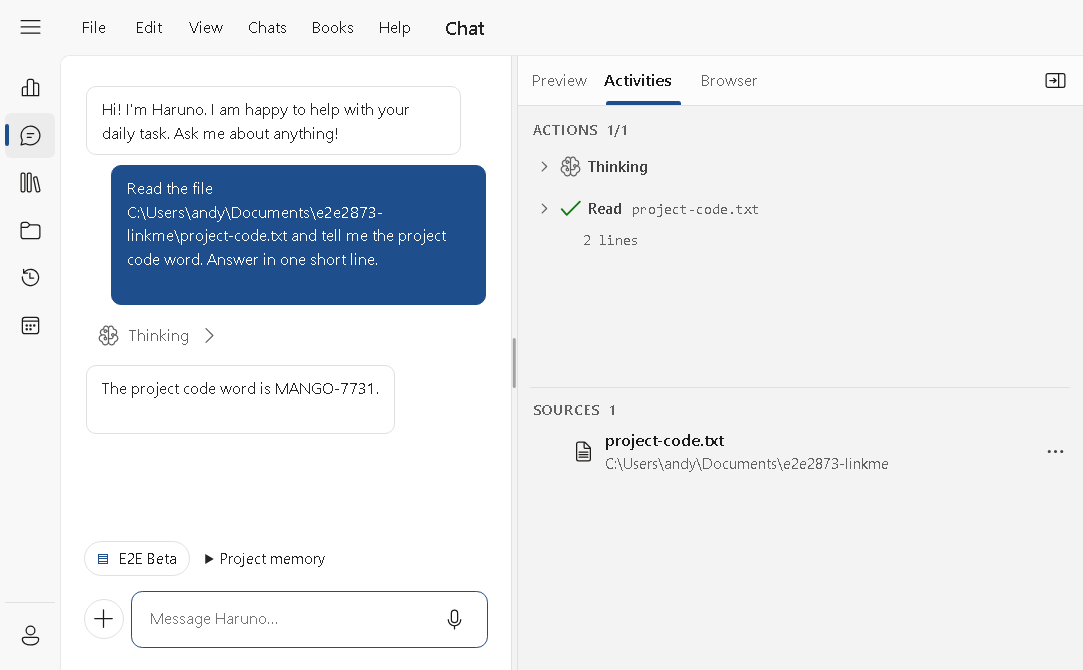 File Edit View Chats Books Help Chat
Hi! I'm Haruno. I am happy to help with your
daily task. Ask me about anything!
Read the file
C:\Users\andy\Documents\e2e2873-
linkme\project-code.txt and tell me the project
code word. Answer in one short line.
Thinking
The project code word is MANGO-7731.
E2E Beta
Project memory
Message Haruno...
Preview Activities Browser
ACTIONS 1/1
Thinking
Read project-code.txt
2 lines
SOURCES 1
project-code.txt
C:\Users\andy\Documents\e2e2873-linkme